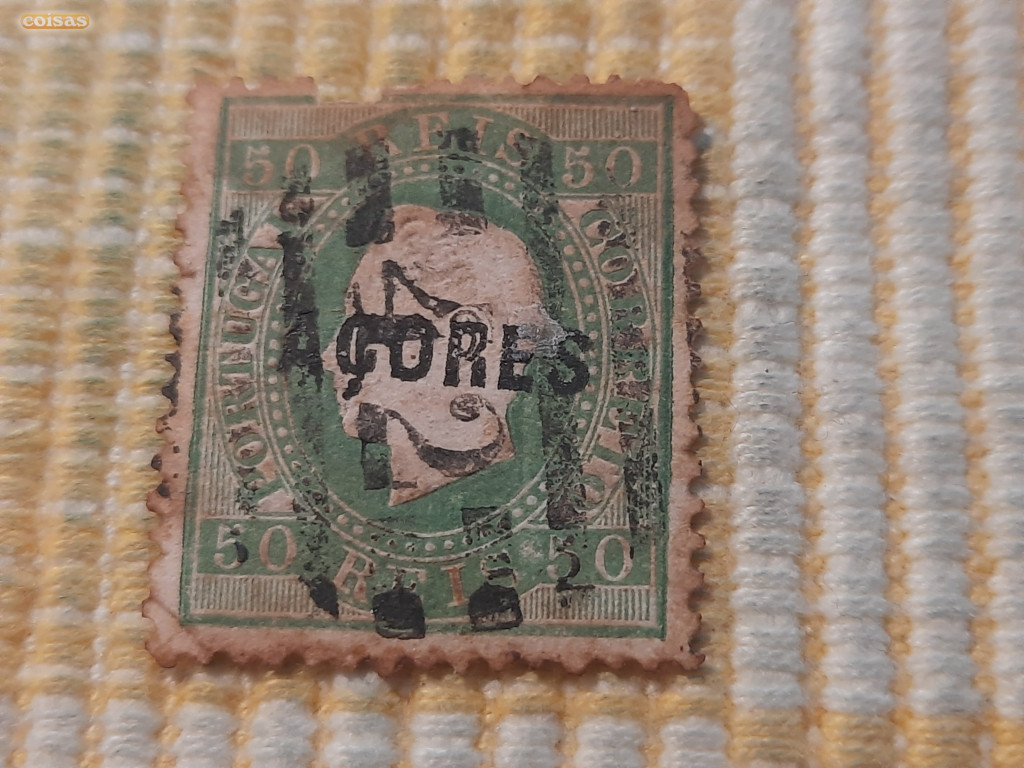 coisas
REIS
50 50
PORTUGAL
CORREIO
AÇORES
50 50
REIS